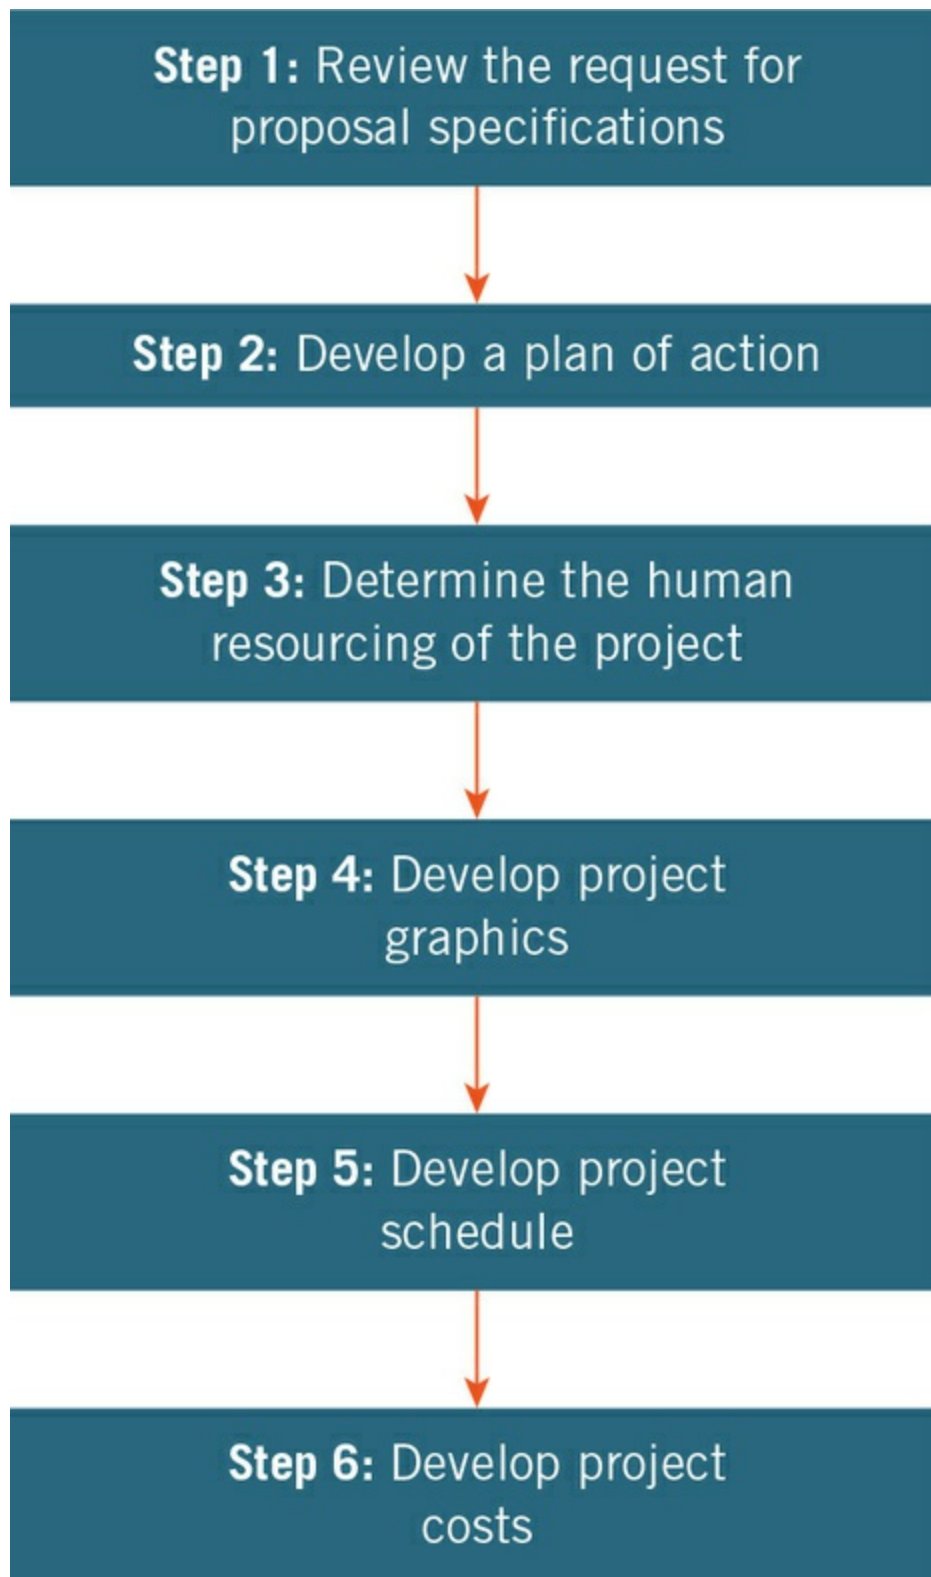 Step 1: Review the request for
proposal specifications
Step 2: Develop a plan of action
Step 3: Determine the human
resourcing of the project
Step 4: Develop project
graphics
Step 5: Develop project
schedule
Step 6: Develop project
costs